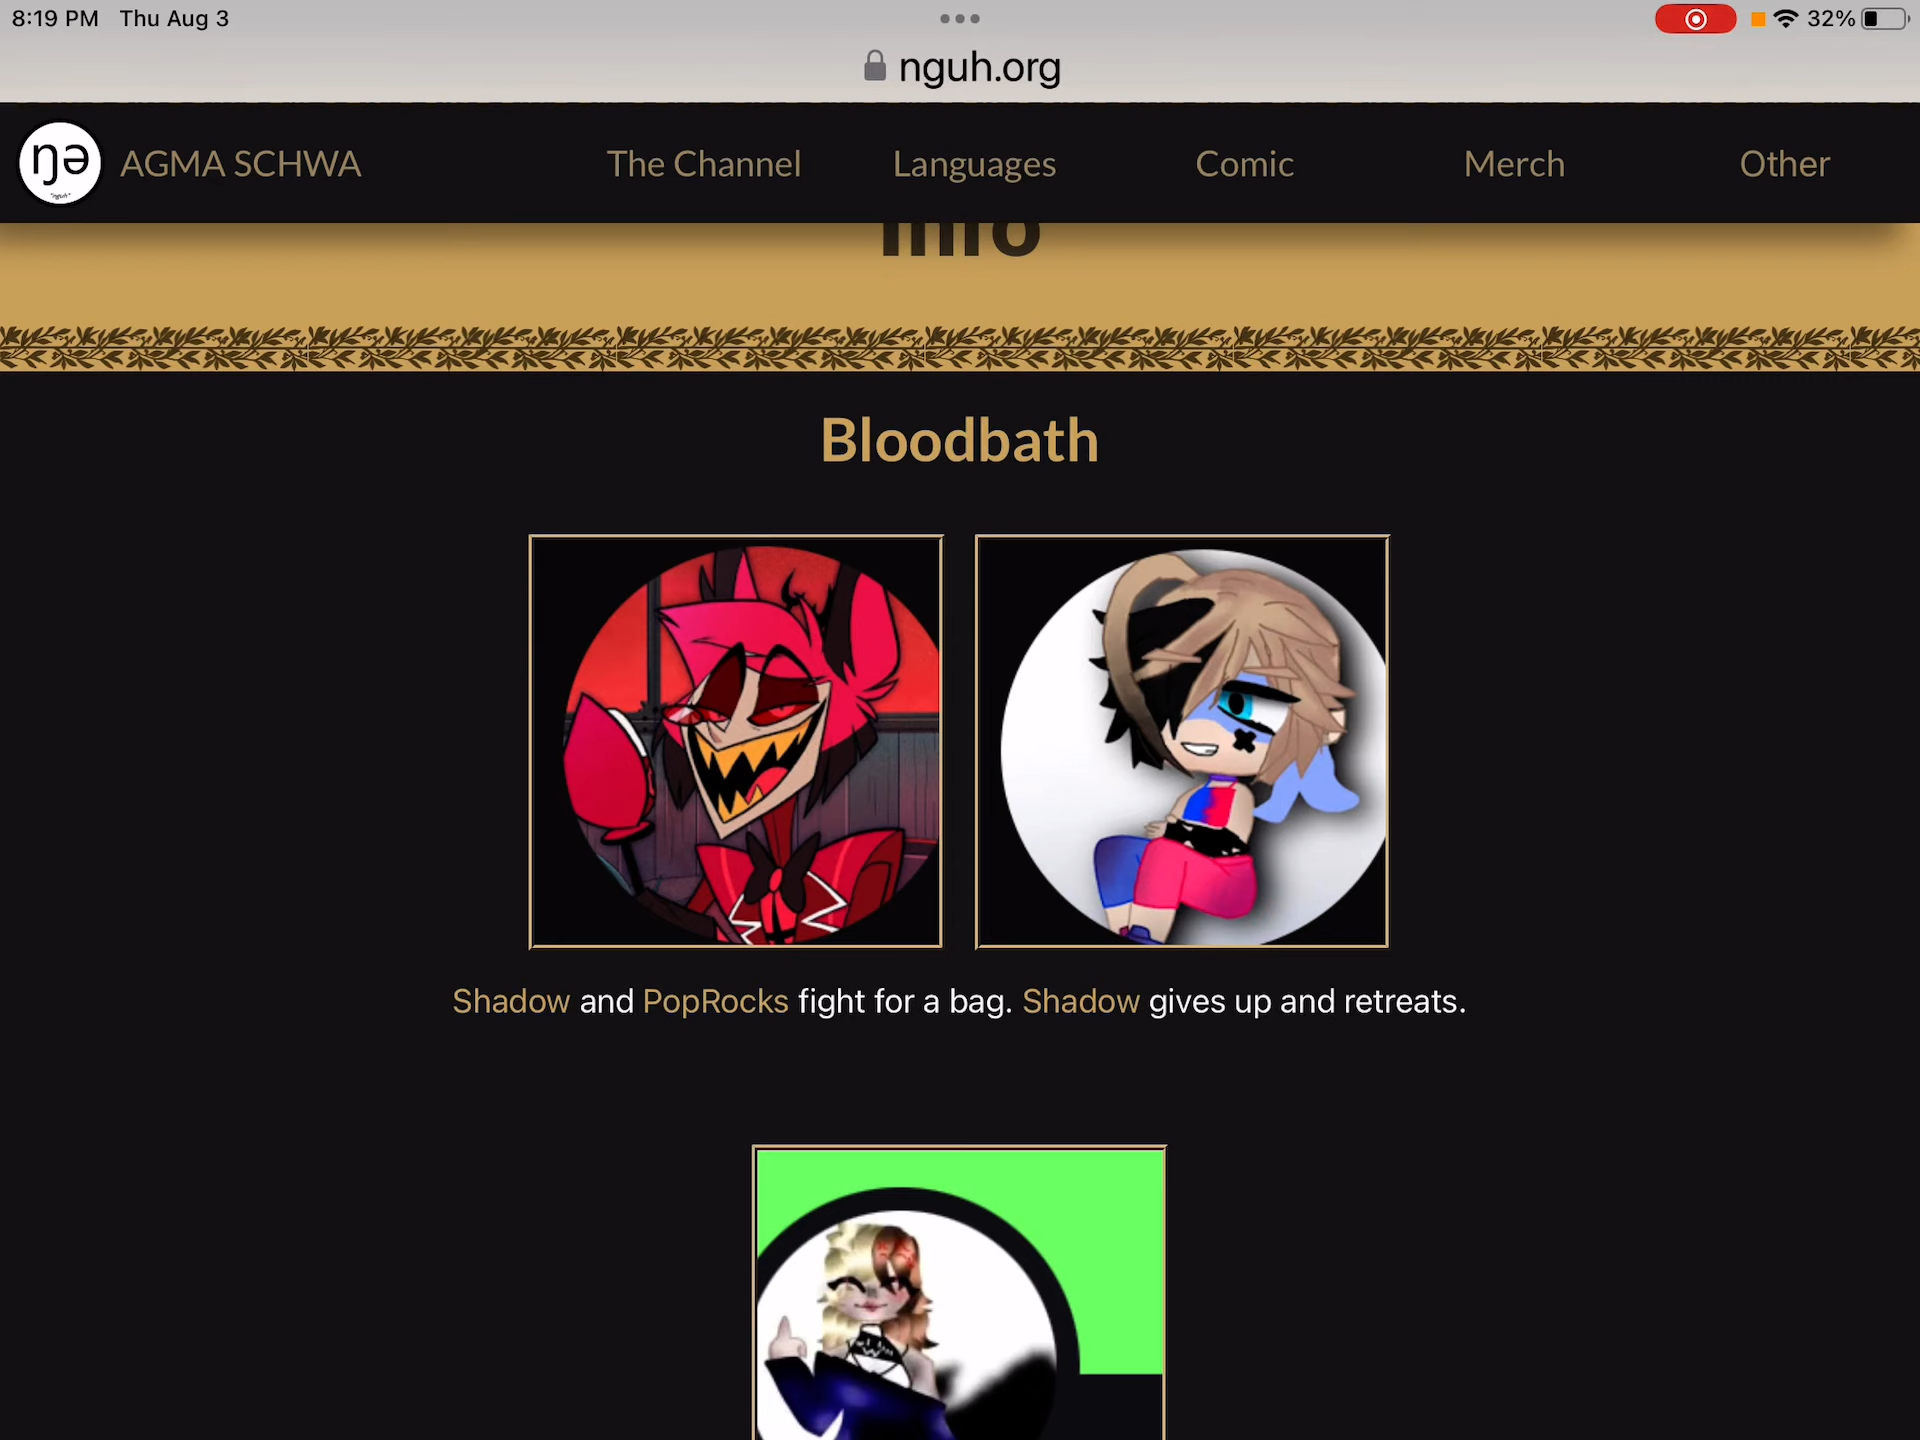 8:19 PM Thu Aug 3
32%
nguh.org
ŋə AGMA SCHWA The Channel Languages Comic Merch Other
Info
Bloodbath
Shadow and PopRocks fight for a bag. Shadow gives up and retreats.